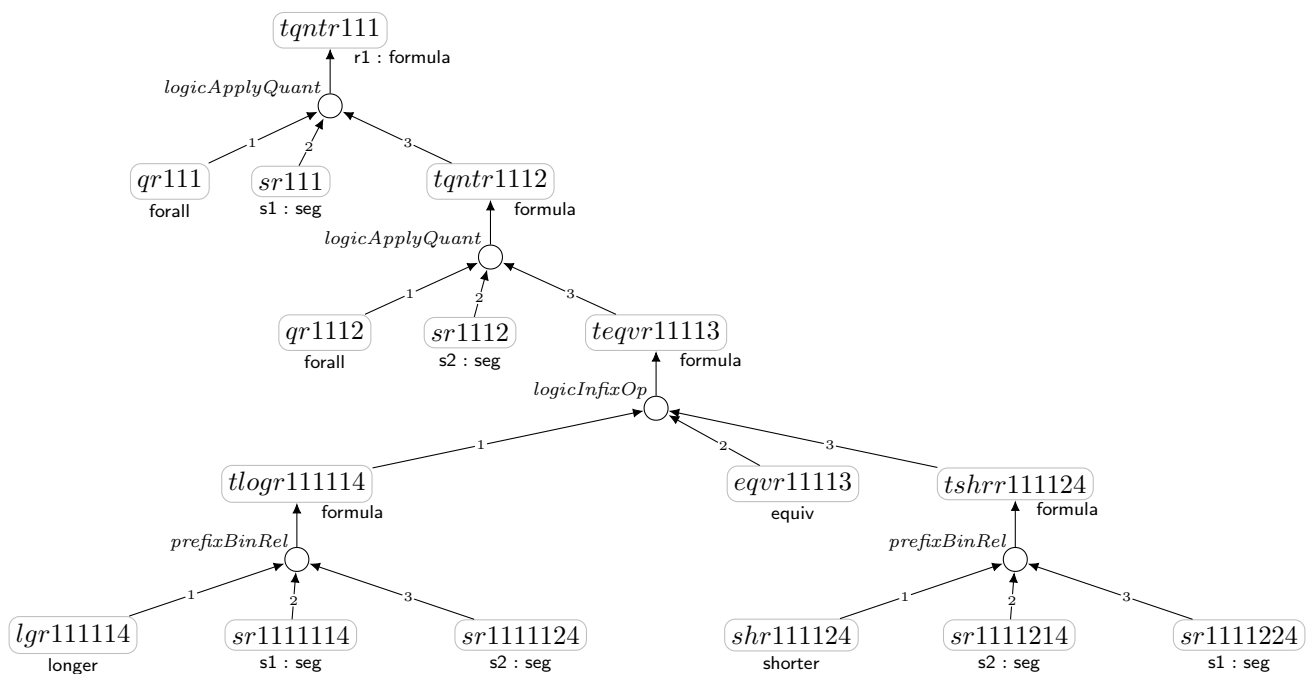 tqntr111
r1 : formula
logicApplyQuant
1 2 3
qr111 sr111 tqntr1112
forall s1 : seg formula
logicApplyQuant
1 2 3
qr1112 sr1112 teqvr11113
forall s2 : seg formula
logicInfixOp
1 2 3
tlogr111114 eqvr11113 tshrr111124
formula equiv formula
prefixBinRel prefixBinRel
1 2 3 1 2 3
lgr111114 sr1111114 sr1111124 shr111124 sr1111214 sr1111224
longer s1 : seg s2 : seg shorter s2 : seg s1 : seg